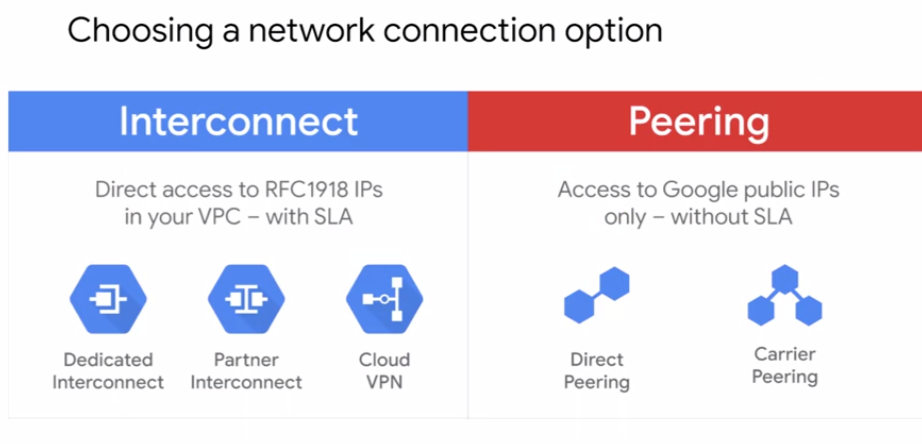 Choosing a network connection option
Interconnect
Direct access to RFC1918 IPs
in your VPC – with SLA
Dedicated
Interconnect
Partner
Interconnect
Cloud
VPN
Peering
Access to Google public IPs
only – without SLA
Direct
Peering
Carrier
Peering